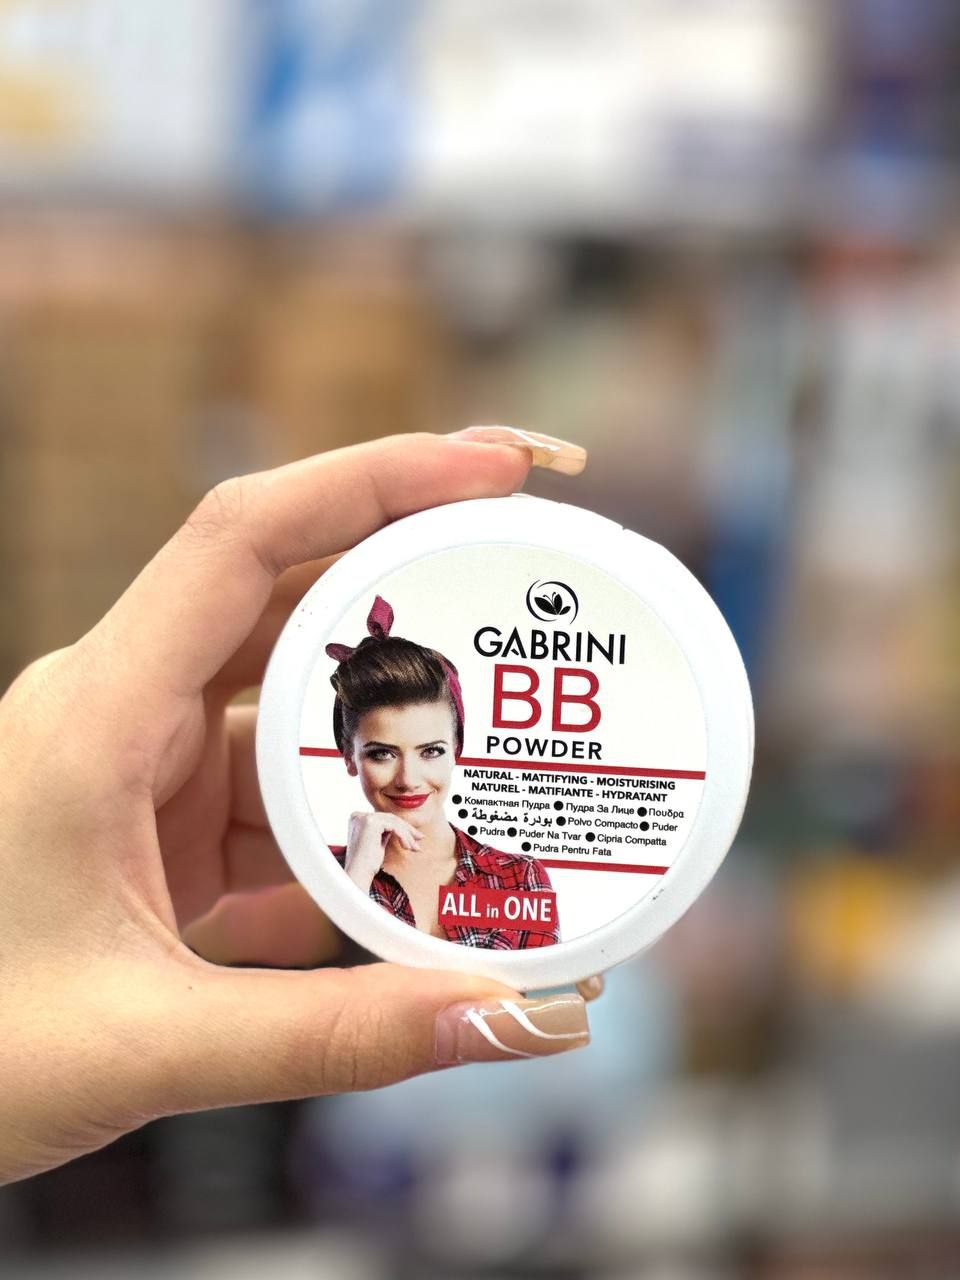 GABRINI
BB
POWDER
NATURAL - MATTIFYING - MOISTURISING
NATUREL - MATIFIANTE - HYDRATANT
● Компактная Пудра ● Пудра За Лице ● Πουδρα
● بودرة مضغوطة ● Polvo Compacto ● Puder
● Pudra ● Puder Na Tvar ● Cipria Compatta
● Pudra Pentru Fata
ALL in ONE